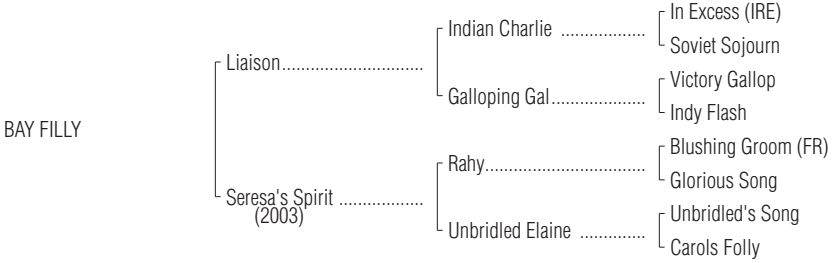 In Excess (IRE)
Indian Charlie ..................
Soviet Sojourn
Liaison.............................
Victory Gallop
Galloping Gal....................
Indy Flash
BAY FILLY
Blushing Groom (FR)
Rahy.................................
Glorious Song
Seresa's Spirit ..................
(2003)
Unbridled's Song
Unbridled Elaine ..............
Carols Folly